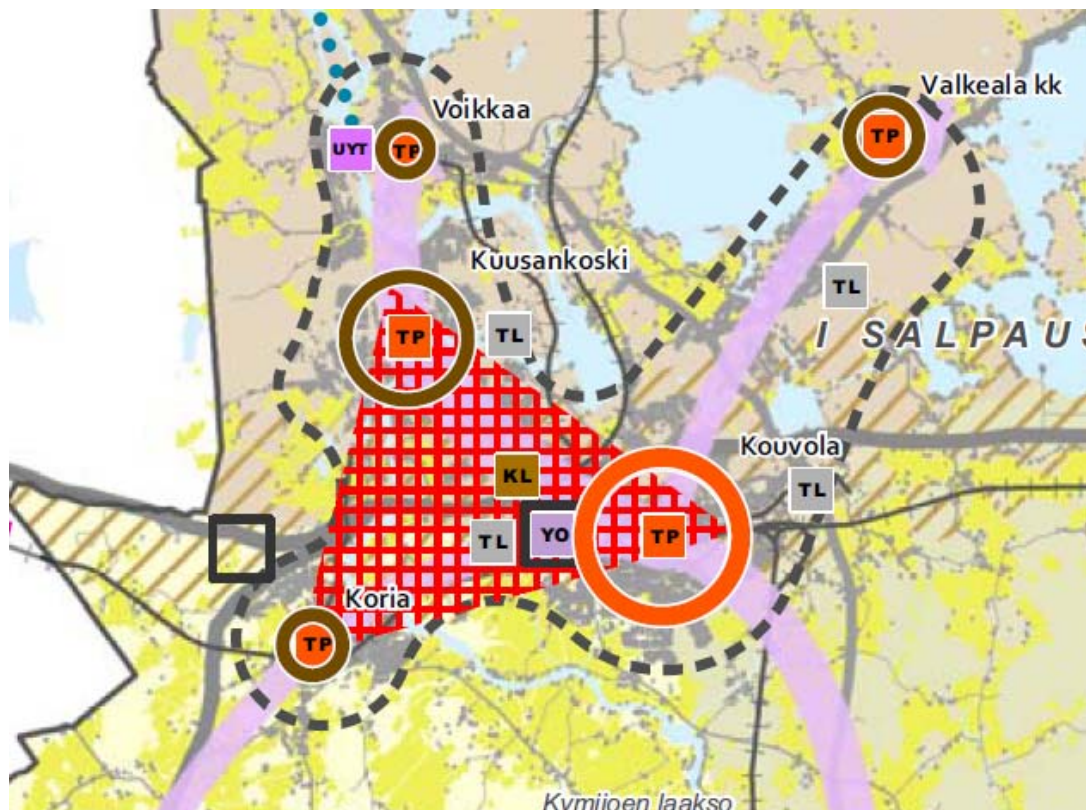 Voikkaa
Valkeala kk
UYT
TP
TP
Kuusankoski
TL
TP
TL
I SALPAUS
Kouvola
KL
TL
TL
YO
TP
Koria
TP
Kymijoen laakso